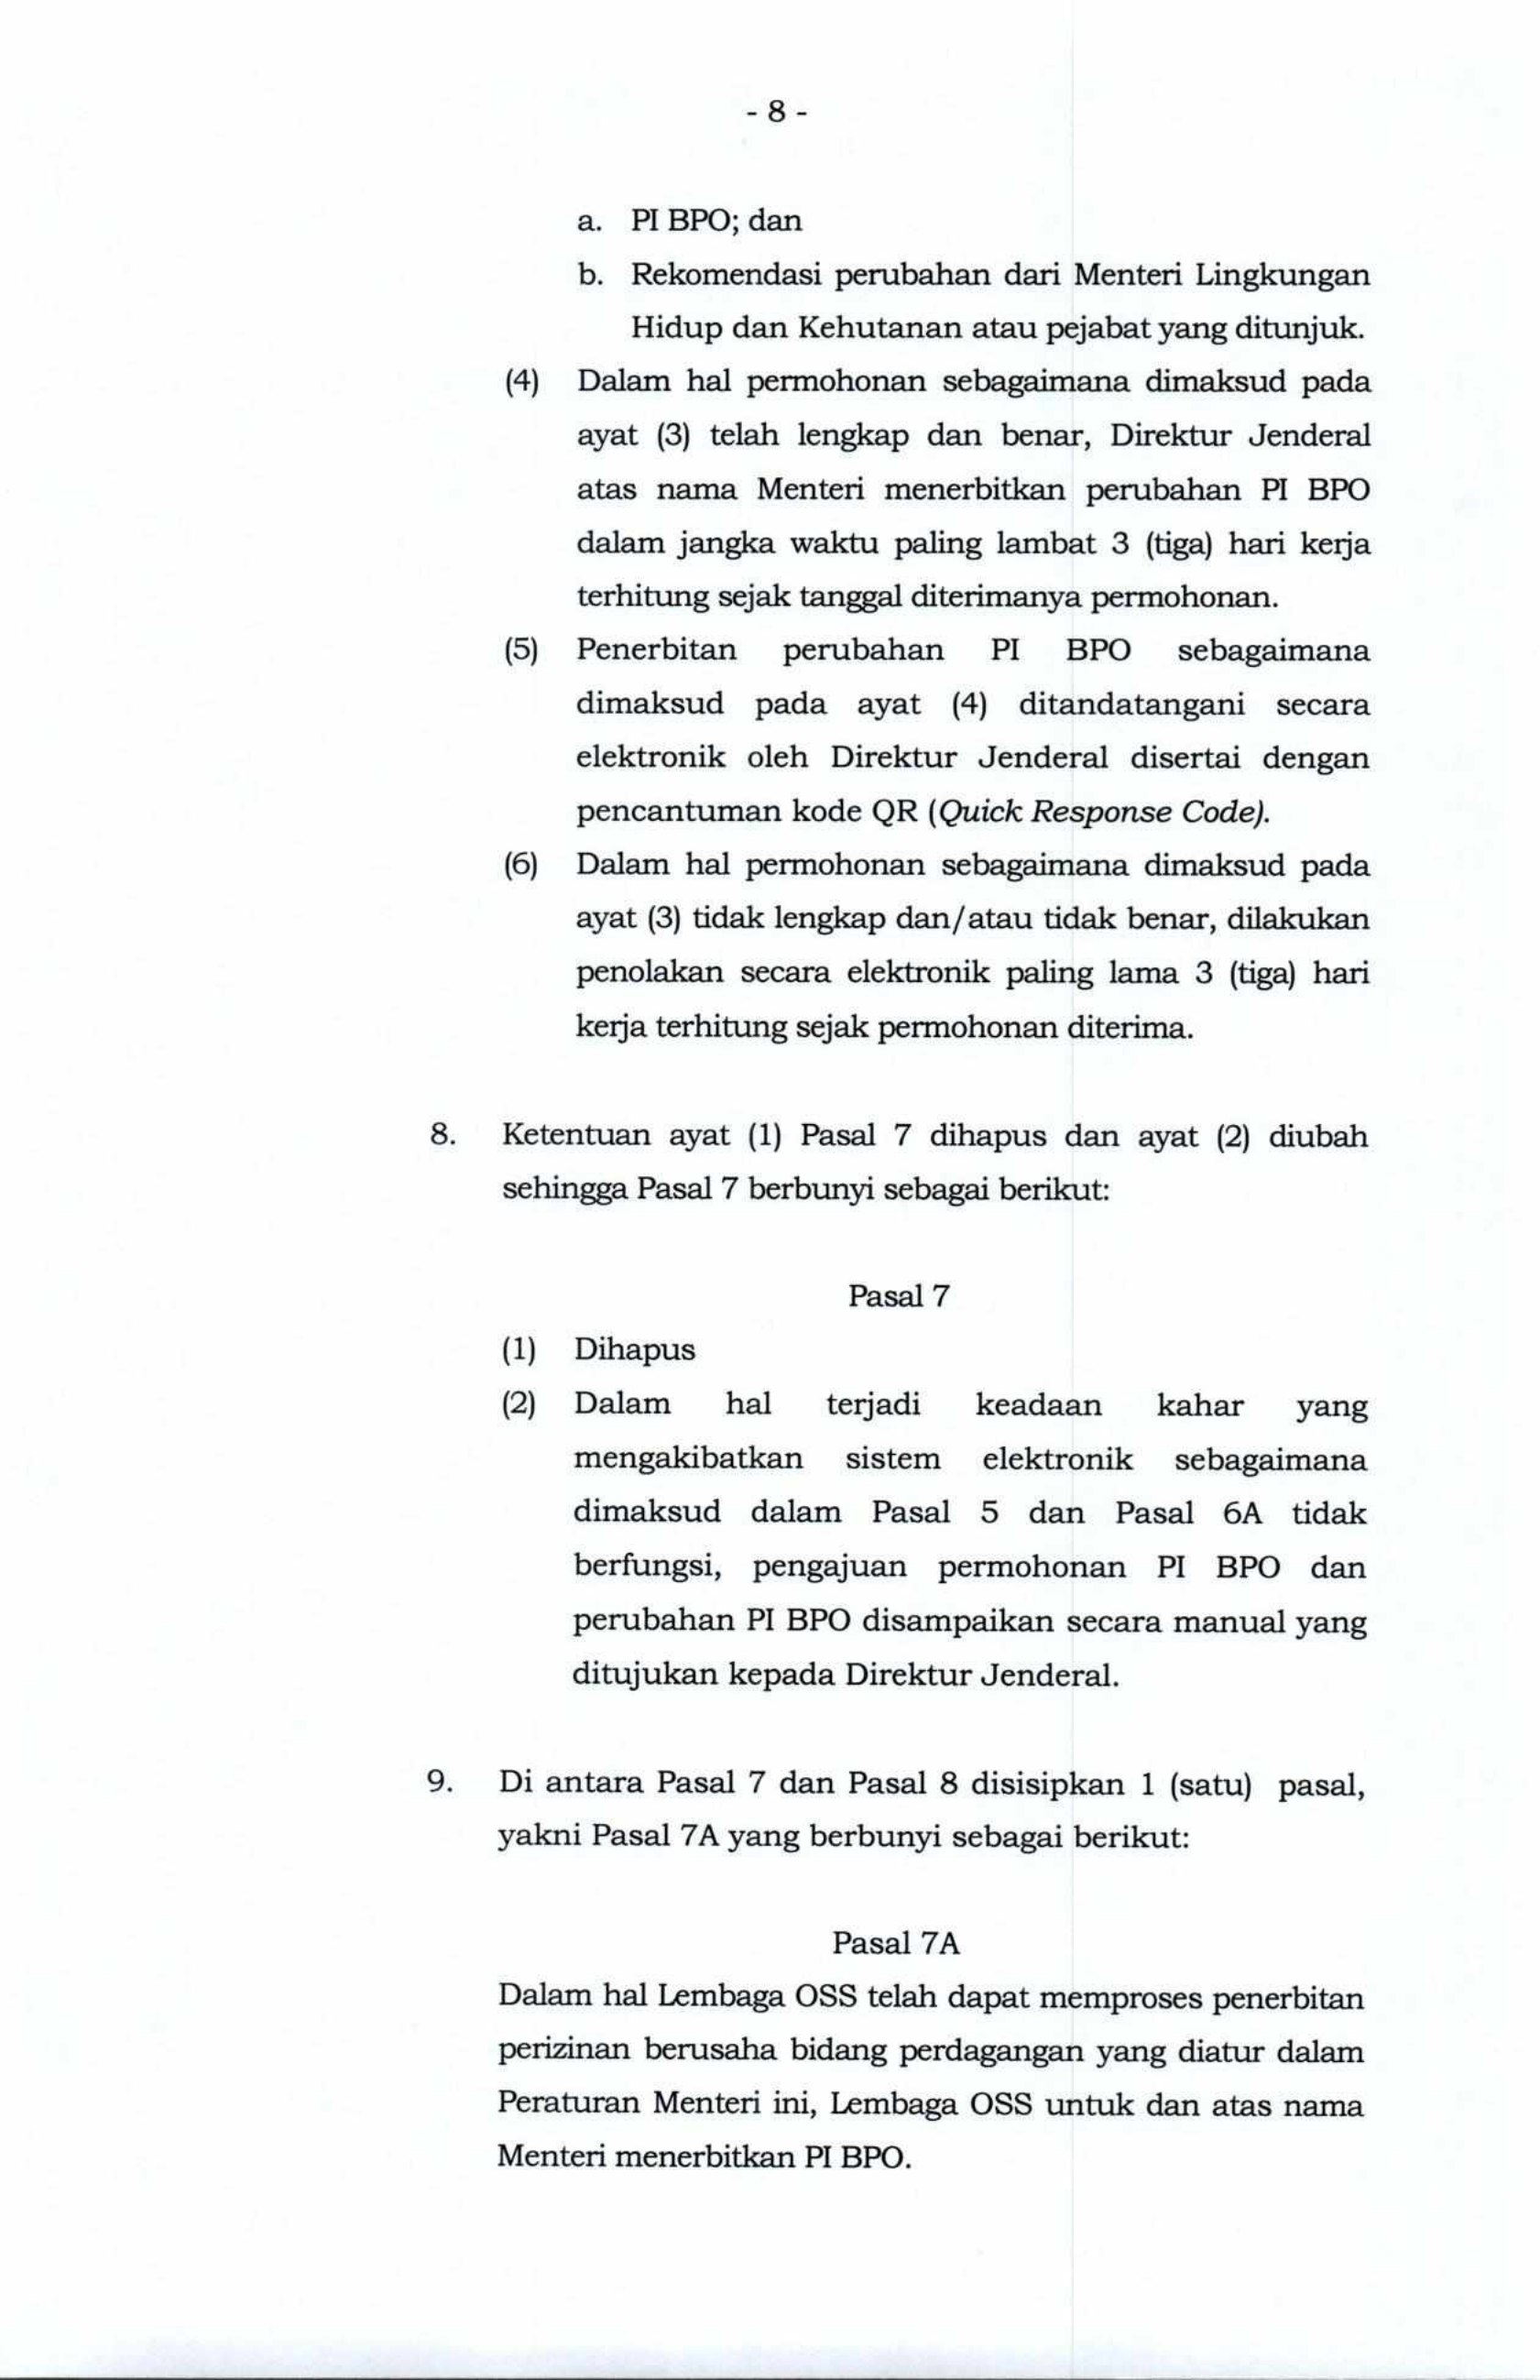 - 8 -
a. PI BPO; dan
b. Rekomendasi perubahan dari Menteri Lingkungan
Hidup dan Kehutanan atau pejabat yang ditunjuk.
(4) Dalam hal permohonan sebagaimana dimaksud pada
ayat (3) telah lengkap dan benar, Direktur Jenderal
atas nama Menteri menerbitkan perubahan PI BPO
dalam jangka waktu paling lambat 3 (tiga) hari kerja
terhitung sejak tanggal diterimanya permohonan.
(5) Penerbitan perubahan PI BPO sebagaimana
dimaksud pada ayat (4) ditandatangani secara
elektronik oleh Direktur Jenderal disertai dengan
pencantuman kode QR (Quick Response Code).
(6) Dalam hal permohonan sebagaimana dimaksud pada
ayat (3) tidak lengkap dan/atau tidak benar, dilakukan
penolakan secara elektronik paling lama 3 (tiga) hari
kerja terhitung sejak permohonan diterima.
8. Ketentuan ayat (1) Pasal 7 dihapus dan ayat (2) diubah
sehingga Pasal 7 berbunyi sebagai berikut:
Pasal 7
(1) Dihapus
(2) Dalam hal terjadi keadaan kahar yang
mengakibatkan sistem elektronik sebagaimana
dimaksud dalam Pasal 5 dan Pasal 6A tidak
berfungsi, pengajuan permohonan PI BPO dan
perubahan PI BPO disampaikan secara manual yang
ditujukan kepada Direktur Jenderal.
9. Di antara Pasal 7 dan Pasal 8 disisipkan 1 (satu) pasal,
yakni Pasal 7A yang berbunyi sebagai berikut:
Pasal 7A
Dalam hal Lembaga OSS telah dapat memproses penerbitan
perizinan berusaha bidang perdagangan yang diatur dalam
Peraturan Menteri ini, Lembaga OSS untuk dan atas nama
Menteri menerbitkan PI BPO.